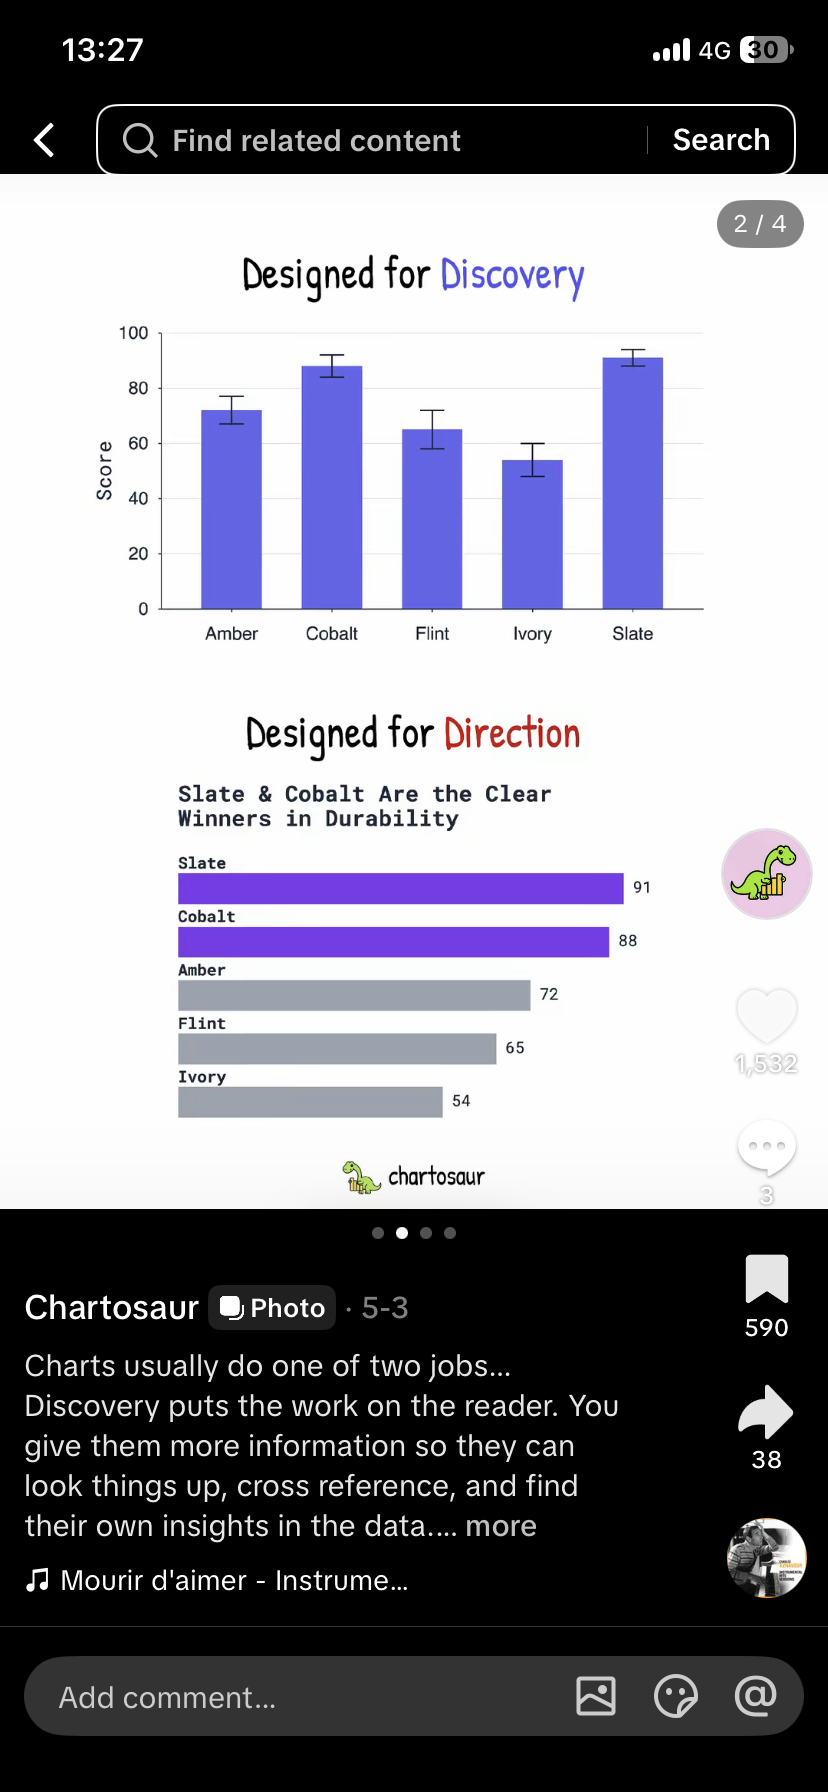 13:27
4G 30
Find related content
Search
2 / 4
Designed for Discovery
100
80
60
40
20
0
Score
Amber Cobalt Flint Ivory Slate
Designed for Direction
Slate & Cobalt Are the Clear
Winners in Durability
Slate
91
Cobalt
88
Amber
72
Flint
65
Ivory
54
chartosaur
1,532
3
590
38
Chartosaur Photo · 5-3
Charts usually do one of two jobs...
Discovery puts the work on the reader. You
give them more information so they can
look things up, cross reference, and find
their own insights in the data.... more
Mourir d'aimer - Instrume...
Add comment...